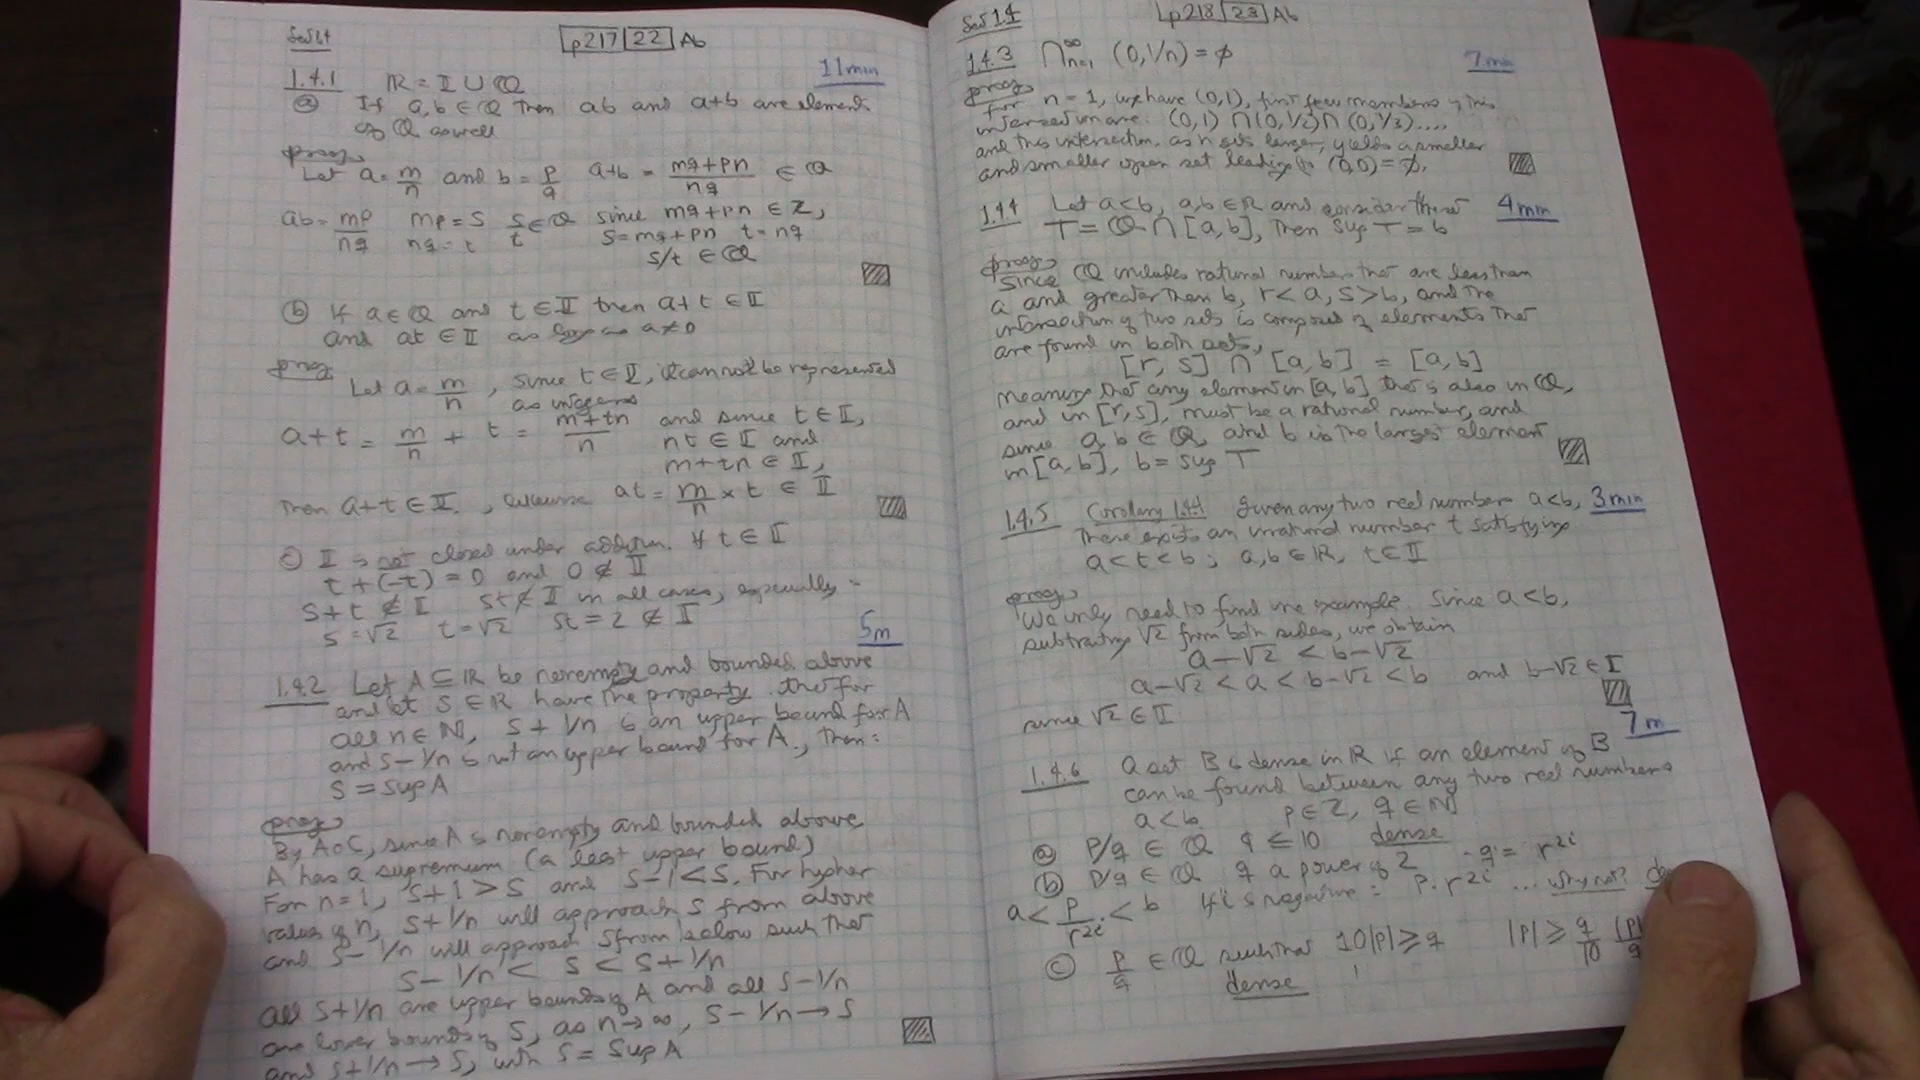 Ses 14
p217 22 Ab
11 min
1.4.1 ℝ = 𝕀 ∪ ℚ
ⓐ If a, b ∈ ℚ Then ab and a+b are elements
of ℚ as well
proof
Let a = m/n and b = p/q a+b = (mq+pn)/nq ∈ ℚ
ab = mp/nq mp = s nq = t s/t ∈ ℚ since mq+pn ∈ Z,
s = mq+pn t = nq
s/t ∈ ℚ
ⓑ If a ∈ ℚ and t ∈ 𝕀 then a+t ∈ 𝕀
and at ∈ 𝕀 as long as a≠0
proof
Let a = m/n, since t ∈ 𝕀, it cannot be represented
as integers
a+t = m/n + t = (m+tn)/n and since t ∈ 𝕀,
nt ∈ 𝕀 and
m+tn ∈ 𝕀,
Then a+t ∈ 𝕀, likewise at = m/n × t ∈ 𝕀
ⓒ 𝕀 is not closed under addition. If t ∈ 𝕀
t + (-t) = 0 and 0 ∉ 𝕀
s+t ∉ 𝕀 st ∉ 𝕀 in all cases, especially -
s = √2 t = √2 st = 2 ∉ 𝕀
5m
1.4.2 Let A ⊆ ℝ be nonempty and bounded above
and let s ∈ ℝ have the property that for
all n ∈ ℕ, s + 1/n is an upper bound for A
and s - 1/n is not an upper bound for A, then:
s = sup A
proof
By AoC, since A is nonempty and bounded above
A has a supremum (a least upper bound)
For n=1, s+1 > s and s-1 < s. For higher
values of n, s+1/n will approach s from above
and s - 1/n will approach s from below such that
s - 1/n < s < s+1/n
all s+1/n are upper bounds of A and all s-1/n
are lower bounds of s, as n→∞, s - 1/n → s
and s+1/n → s, with s = sup A
Ses 14
p218 23 Ab
1.4.3 ⋂_{n=1}^∞ (0,1/n) = ∅
7 min
proof
for n = 1, we have (0,1), first few members of this
intersection are: (0,1) ∩ (0,1/2) ∩ (0,1/3)....
and this intersection, as n gets larger, yields a smaller
and smaller open set leading to (0,0) = ∅.
1.4.4 Let a<b, a,b ∈ ℝ and consider the set
4 min
T = ℚ ∩ [a,b], Then sup T = b
proof
Since ℚ includes rational numbers that are less than
a and greater than b, r < a, s > b, and the
intersection of two sets is composed of elements that
are found in both sets,
[r, s] ∩ [a, b] = [a, b]
meaning that any element in [a, b] that is also in ℚ,
and in [r, s], must be a rational number, and
since a, b ∈ ℚ, and b is the largest element
in [a, b], b = sup T
1.4.5 Corollary 1.4.4 Given any two real numbers a<b,
3 min
There exists an irrational number t satisfying
a < t < b; a, b ∈ ℝ, t ∈ 𝕀
proof
We only need to find one example. Since a < b,
subtracting √2 from both sides, we obtain
a - √2 < b - √2
a - √2 < a < b - √2 < b and b - √2 ∈ 𝕀
since √2 ∈ 𝕀
7m
1.4.6 A set B is dense in ℝ if an element of B
can be found between any two real numbers
a < b. p ∈ Z, q ∈ ℕ
ⓐ p/q ∈ ℚ q ≤ 10 dense
ⓑ p/q ∈ ℚ q a power of 2 - q = r^{2i}
a < p/r^{2i} < b If i is negative: p·r^{2i} ... why not?
ⓒ p/q ∈ ℚ such that 10|p| ≥ q |p| ≥ q/10
dense